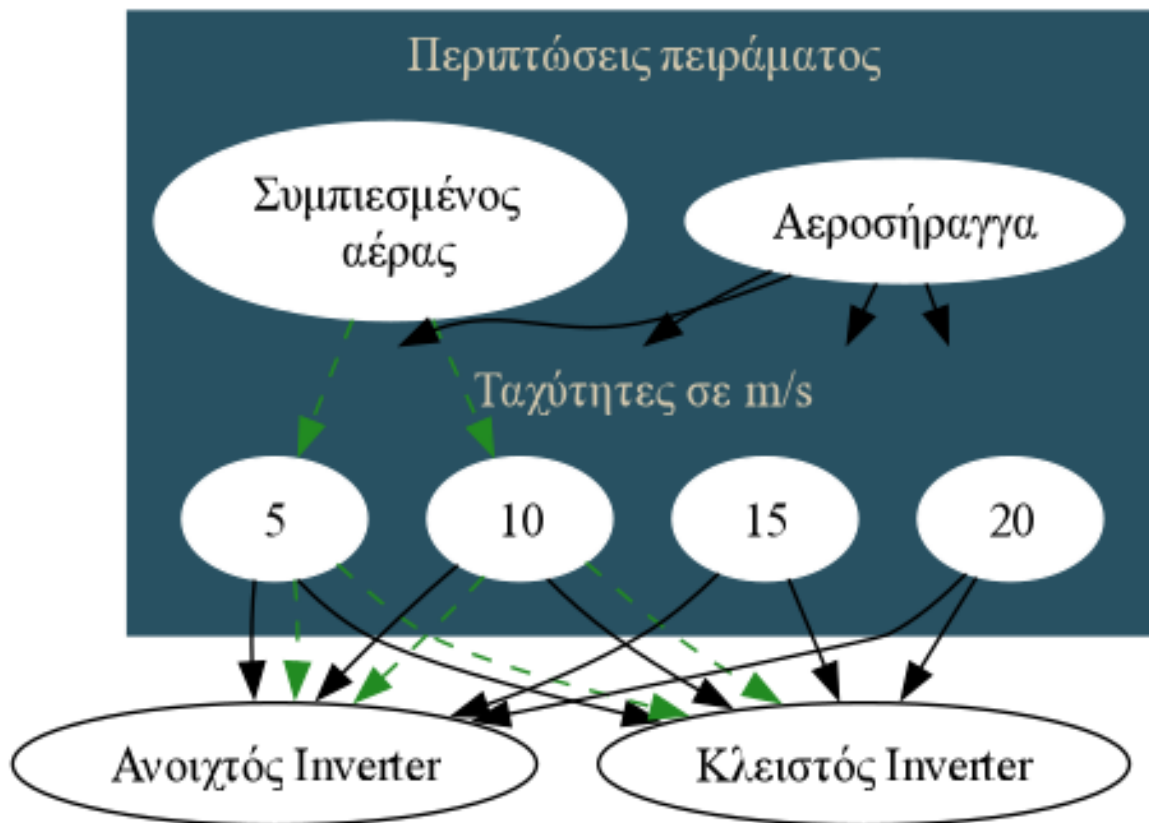 Περιπτώσεις πειράματος
Συμπιεσμένος
αέρας
Αεροσήραγγα
Ταχύτητες σε m/s
5
10
15
20
Ανοιχτός Inverter
Κλειστός Inverter